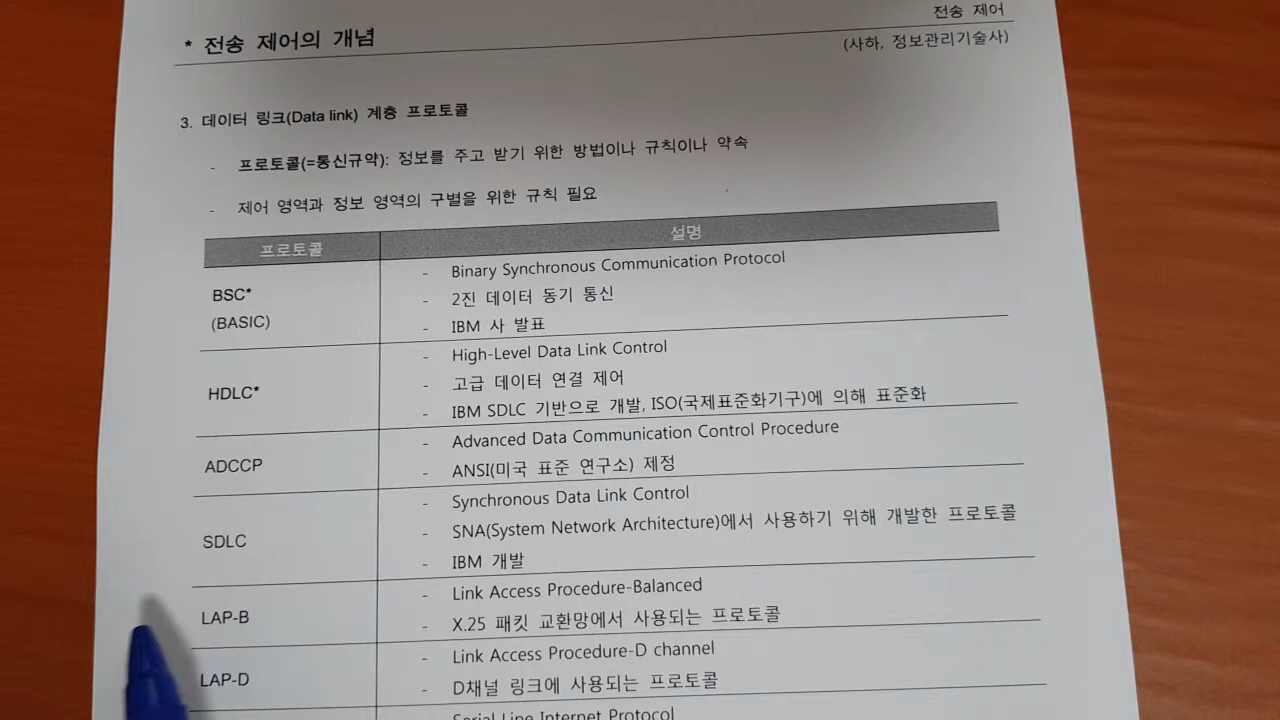 전송 제어
* 전송 제어의 개념
(사하, 정보관리기술사)
3. 데이터 링크(Data link) 계층 프로토콜
- 프로토콜(=통신규약): 정보를 주고 받기 위한 방법이나 규칙이나 약속
- 제어 영역과 정보 영역의 구별을 위한 규칙 필요
프로토콜 설명
BSC*
(BASIC)
- Binary Synchronous Communication Protocol
- 2진 데이터 동기 통신
- IBM 사 발표
HDLC*
- High-Level Data Link Control
- 고급 데이터 연결 제어
- IBM SDLC 기반으로 개발, ISO(국제표준화기구)에 의해 표준화
ADCCP
- Advanced Data Communication Control Procedure
- ANSI(미국 표준 연구소) 제정
SDLC
- Synchronous Data Link Control
- SNA(System Network Architecture)에서 사용하기 위해 개발한 프로토콜
- IBM 개발
LAP-B
- Link Access Procedure-Balanced
- X.25 패킷 교환망에서 사용되는 프로토콜
LAP-D
- Link Access Procedure-D channel
- D채널 링크에 사용되는 프로토콜
Serial Line Internet Protocol